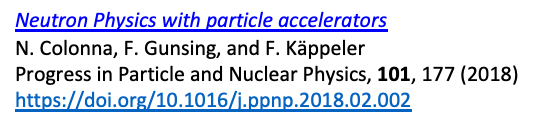 Neutron Physics with particle accelerators
N. Colonna, F. Gunsing, and F. Käppeler
Progress in Particle and Nuclear Physics, 101, 177 (2018)
https://doi.org/10.1016/j.ppnp.2018.02.002